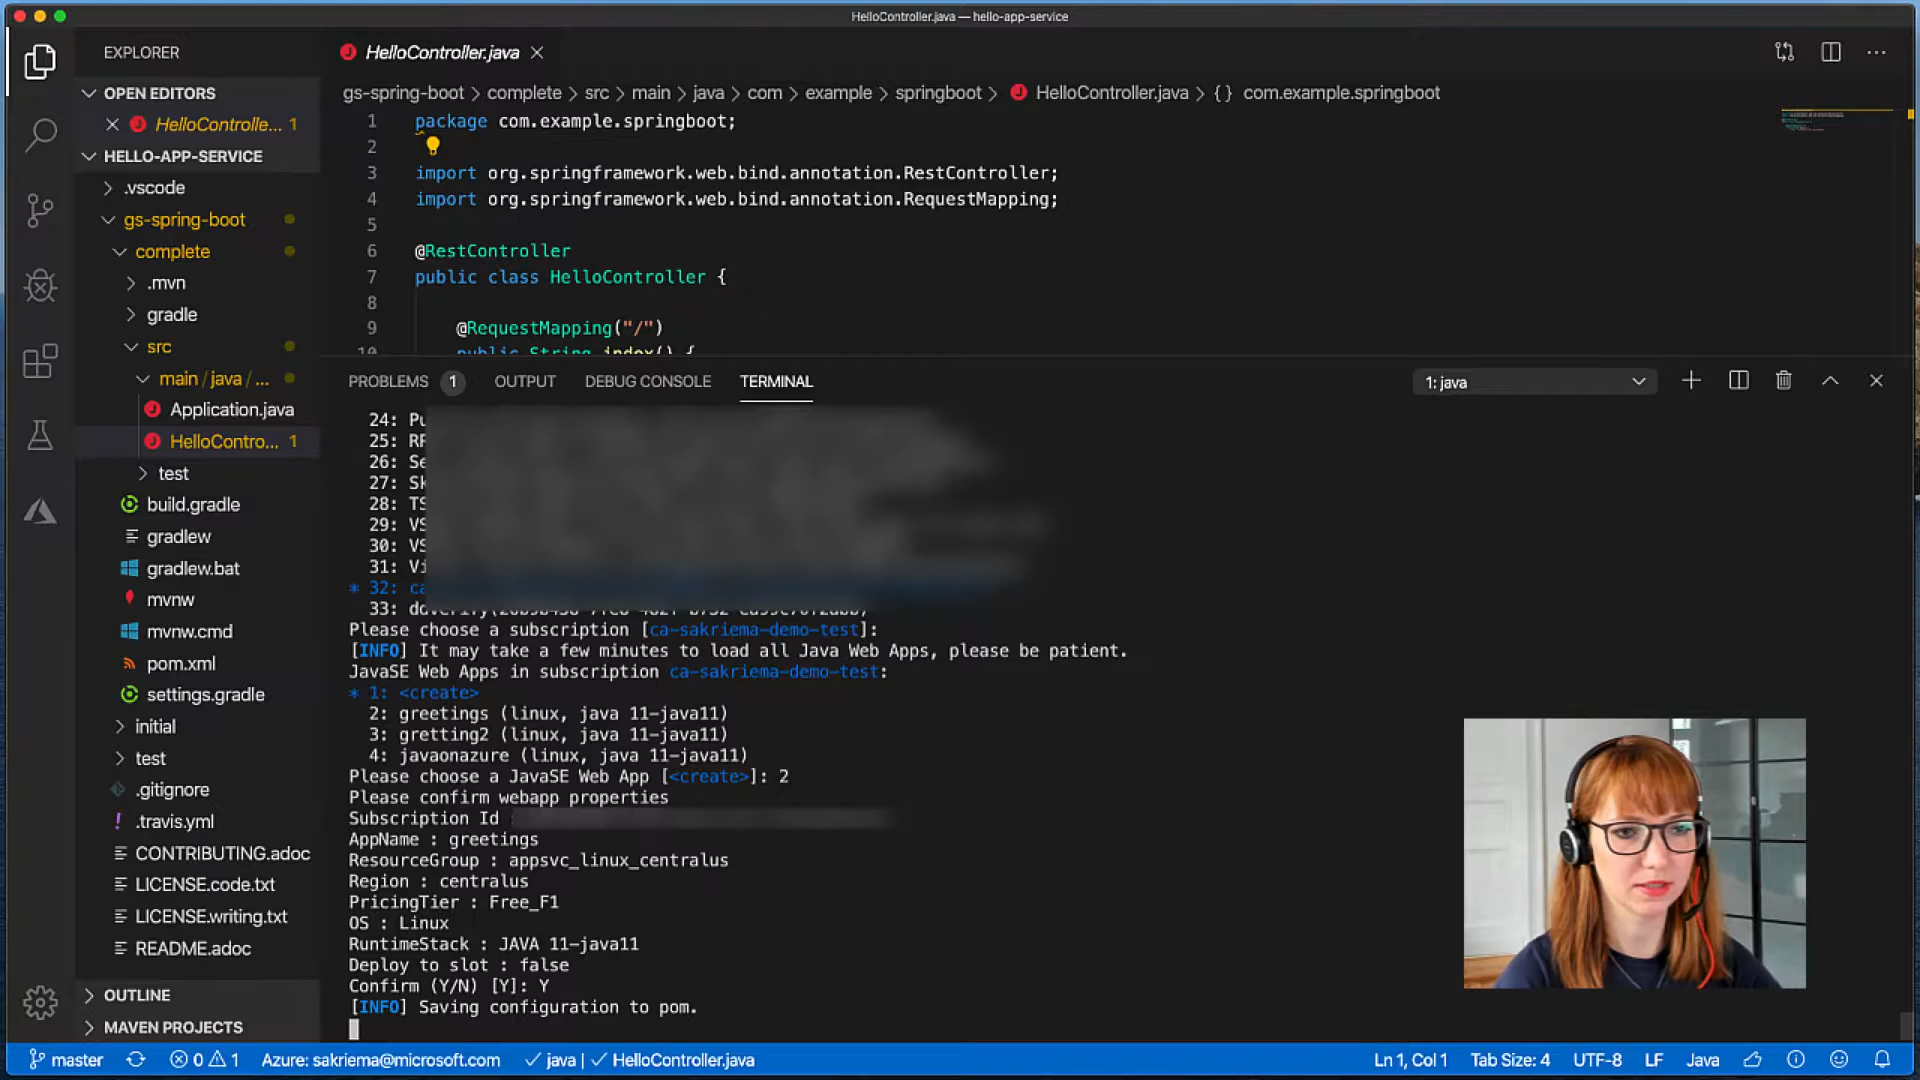 HelloController.java — hello-app-service
EXPLORER
OPEN EDITORS
HelloControlle... 1
HELLO-APP-SERVICE
.vscode
gs-spring-boot
complete
.mvn
gradle
src
main / java / ...
Application.java
HelloContro... 1
test
build.gradle
gradlew
gradlew.bat
mvnw
mvnw.cmd
pom.xml
settings.gradle
initial
test
.gitignore
.travis.yml
CONTRIBUTING.adoc
LICENSE.code.txt
LICENSE.writing.txt
README.adoc
OUTLINE
MAVEN PROJECTS
HelloController.java
gs-spring-boot > complete > src > main > java > com > example > springboot > HelloController.java > {} com.example.springboot
1 package com.example.springboot;
2
3 import org.springframework.web.bind.annotation.RestController;
4 import org.springframework.web.bind.annotation.RequestMapping;
5
6 @RestController
7 public class HelloController {
8
9 @RequestMapping("/")
10 public String index() {
PROBLEMS 1 OUTPUT DEBUG CONSOLE TERMINAL
1: java
24: Pu
25:
26: Se
27: Sk
28: TS
29: VS
30: VS
31: Vi
* 32: ca
33:
Please choose a subscription [ca-sakriema-demo-test]:
[INFO] It may take a few minutes to load all Java Web Apps, please be patient.
JavaSE Web Apps in subscription ca-sakriema-demo-test:
* 1: <create>
2: greetings (linux, java 11-java11)
3: gretting2 (linux, java 11-java11)
4: javaonazure (linux, java 11-java11)
Please choose a JavaSE Web App [<create>]: 2
Please confirm webapp properties
Subscription Id :
AppName : greetings
ResourceGroup : appsvc_linux_centralus
Region : centralus
PricingTier : Free_F1
OS : Linux
RuntimeStack : JAVA 11-java11
Deploy to slot : false
Confirm (Y/N) [Y]: Y
[INFO] Saving configuration to pom.
master 0 1 Azure: sakriema@microsoft.com java | HelloController.java Ln 1, Col 1 Tab Size: 4 UTF-8 LF Java